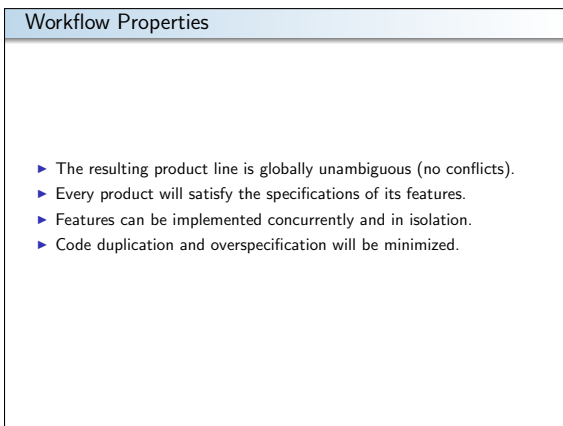 Workflow Properties
▶ The resulting product line is globally unambiguous (no conflicts).
▶ Every product will satisfy the specifications of its features.
▶ Features can be implemented concurrently and in isolation.
▶ Code duplication and overspecification will be minimized.